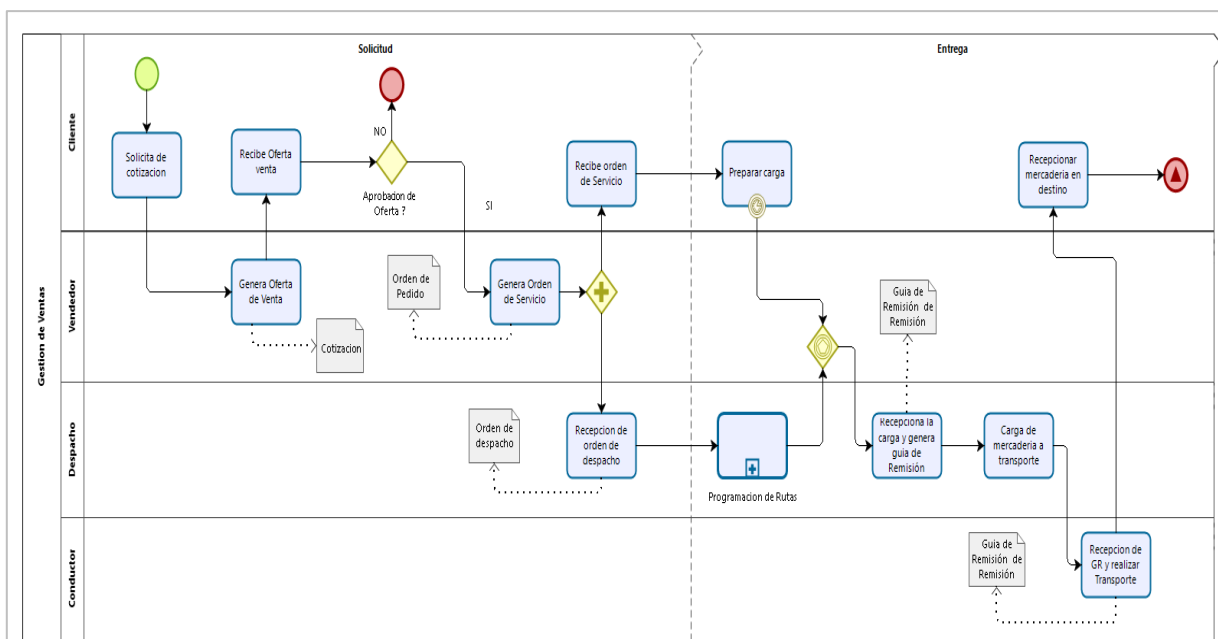 Solicitud
Entrega
Gestion de Ventas
Cliente
Solicita de
cotizacion
Recibe Oferta
venta
NO
Aprobacion de
Oferta ?
SI
Recibe orden
de Servicio
Preparar carga
Recepcionar
mercaderia en
destino
Vendedor
Genera Oferta
de Venta
Cotizacion
Orden de
Pedido
Genera Orden
de Servicio
Guia de
Remisión de
Remisión
Despacho
Orden de
despacho
Recepcion de
orden de
despacho
Programacion de Rutas
Recepciona la
carga y genera
guia de
Remisión
Carga de
mercaderia a
transporte
Conductor
Guia de
Remisión de
Remisión
Recepcion de
GR y realizar
Transporte